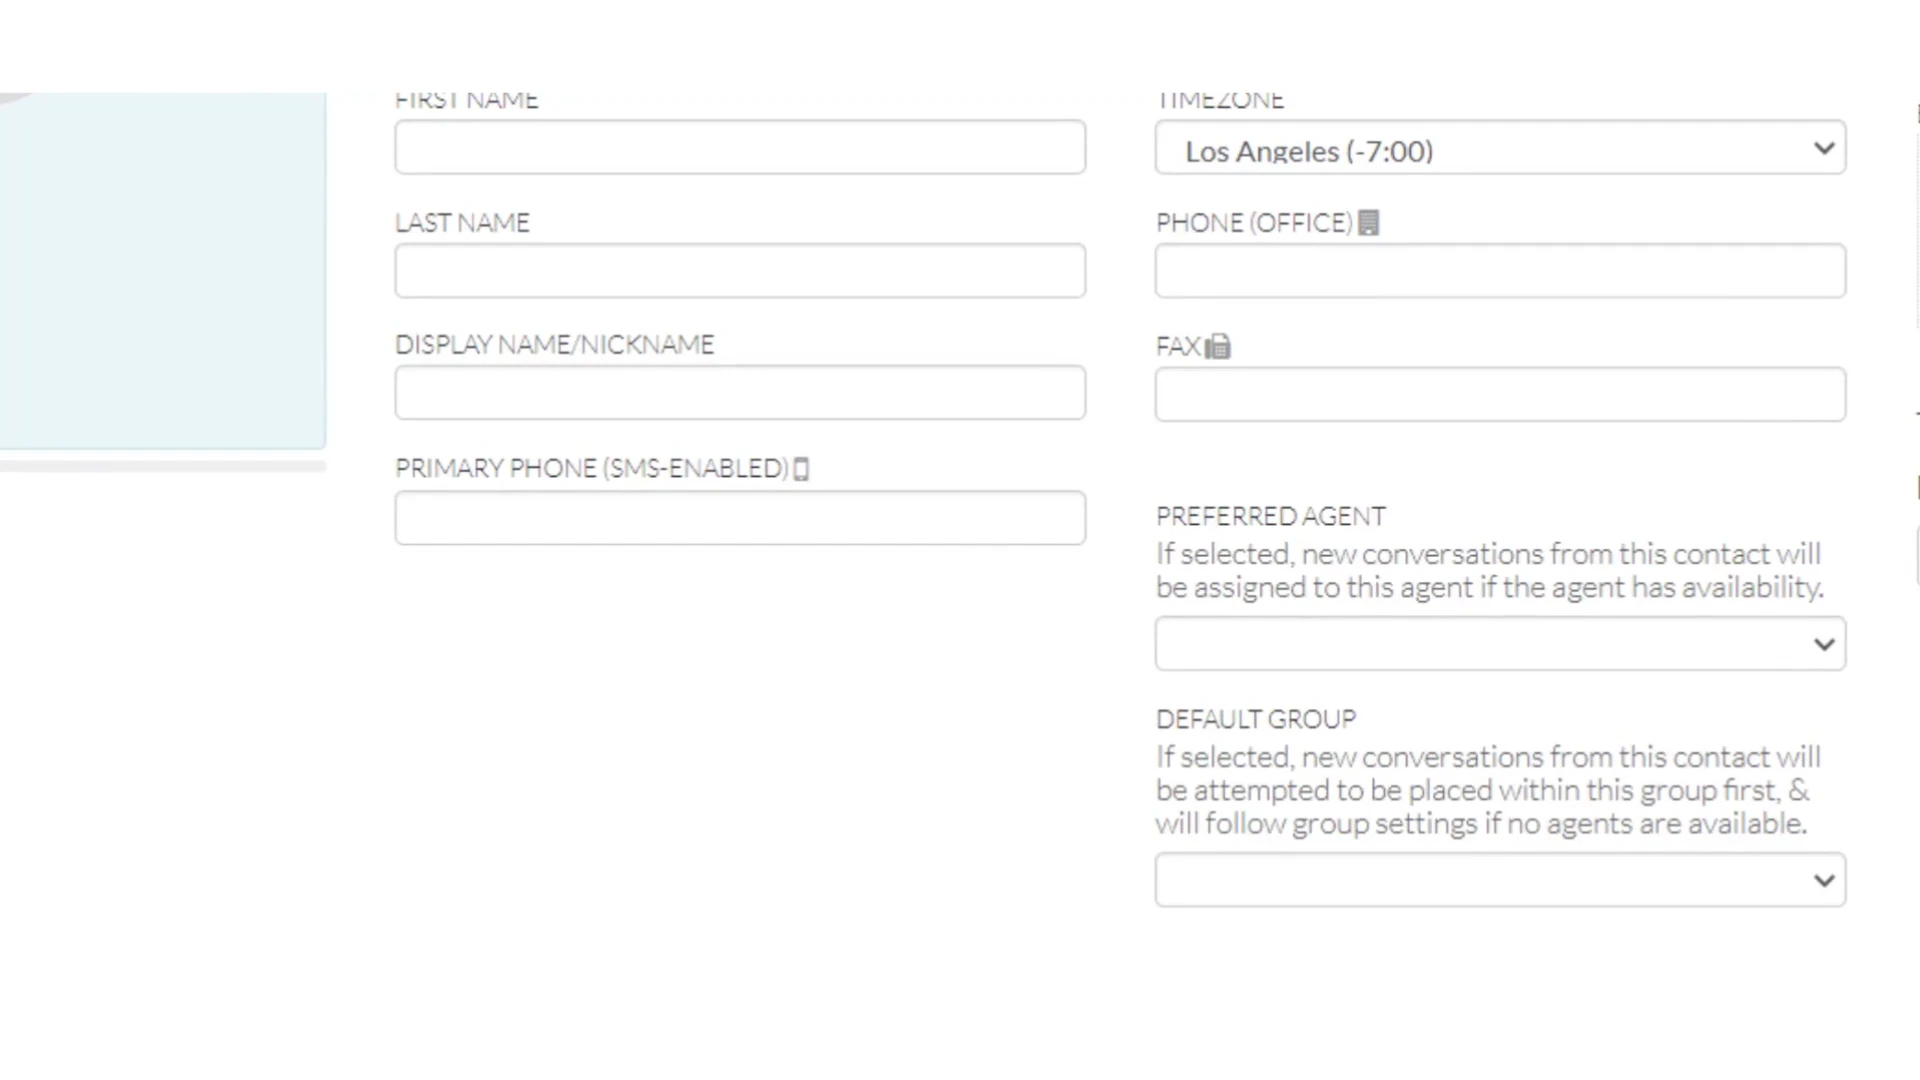 FIRST NAME
LAST NAME
DISPLAY NAME/NICKNAME
PRIMARY PHONE (SMS-ENABLED)
TIMEZONE
Los Angeles (-7:00)
PHONE (OFFICE)
FAX
PREFERRED AGENT
If selected, new conversations from this contact will
be assigned to this agent if the agent has availability.
DEFAULT GROUP
If selected, new conversations from this contact will
be attempted to be placed within this group first, &
will follow group settings if no agents are available.